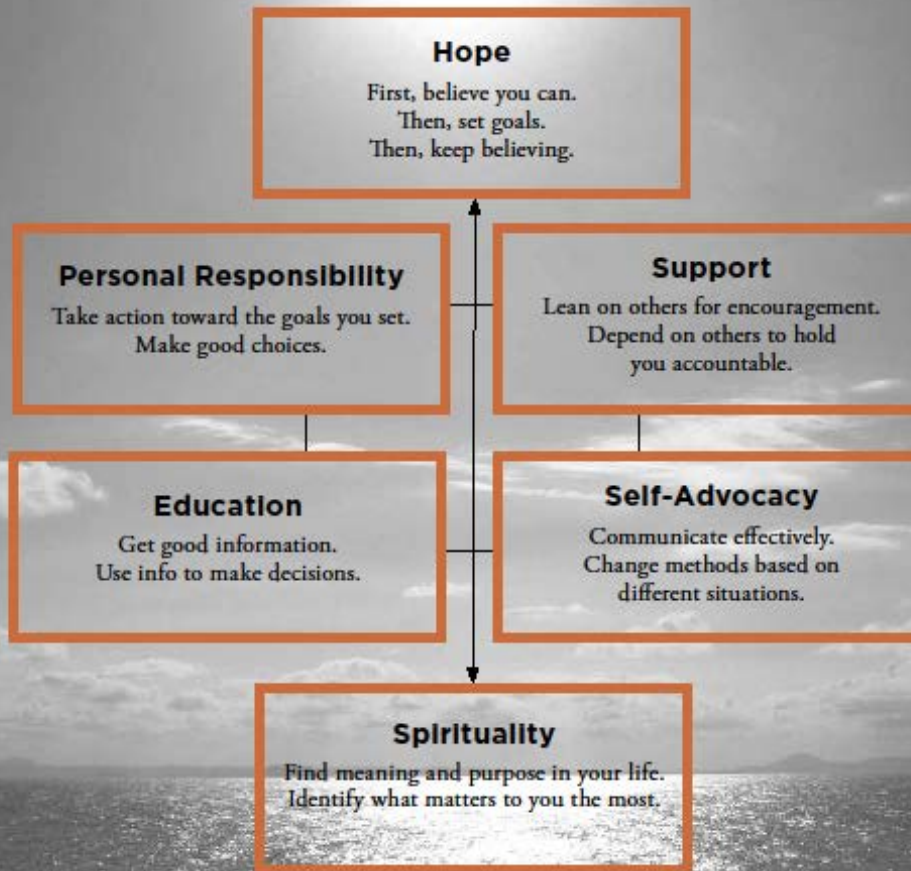 Hope
First, believe you can.
Then, set goals.
Then, keep believing.
Personal Responsibility
Take action toward the goals you set.
Make good choices.
Support
Lean on others for encouragement.
Depend on others to hold
you accountable.
Education
Get good information.
Use info to make decisions.
Self-Advocacy
Communicate effectively.
Change methods based on
different situations.
Spirituality
Find meaning and purpose in your life.
Identify what matters to you the most.